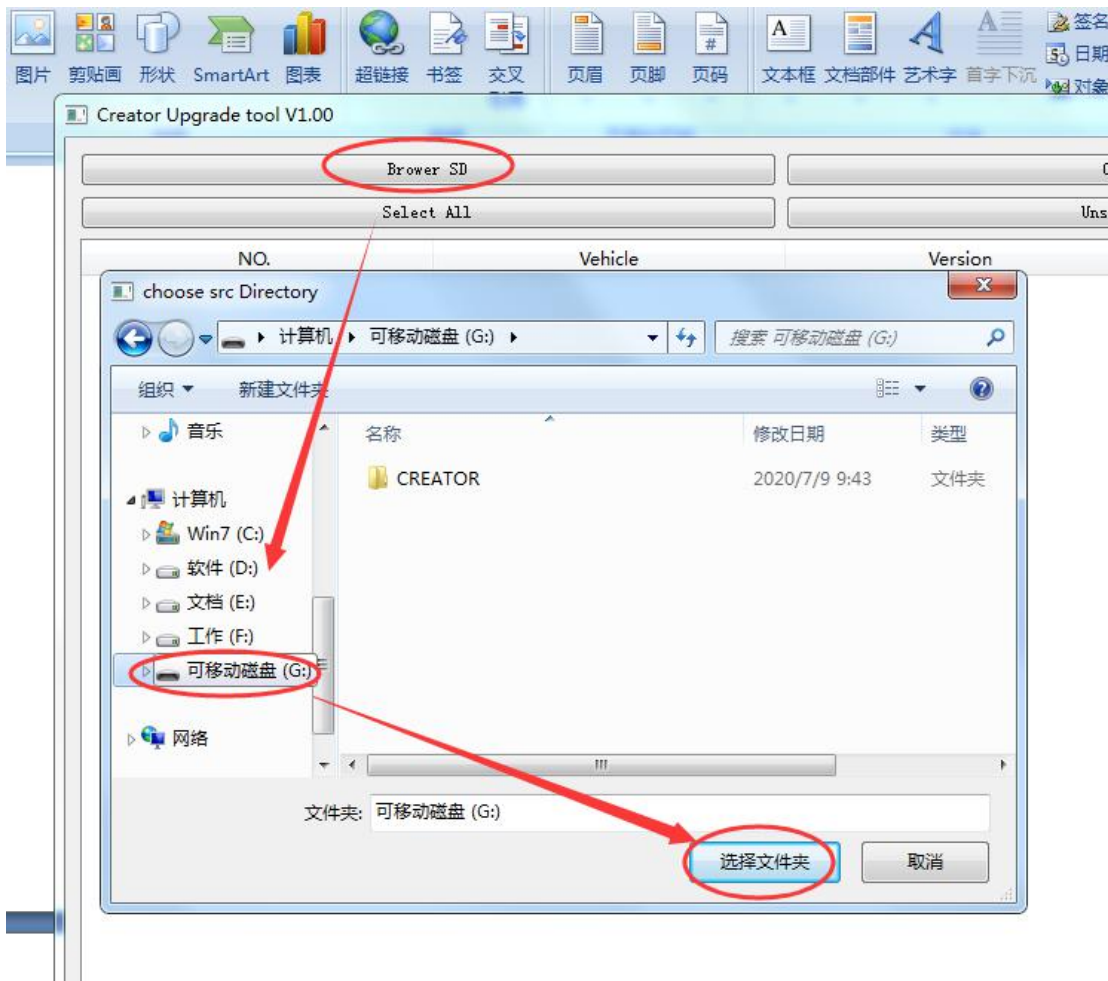 签名
日期
图片 剪贴画 形状 SmartArt 图表 超链接 书签 交叉 页眉 页脚 页码 文本框 文档部件 艺术字 首字下沉 对象
Creator Upgrade tool V1.00
Brower SD
Select All Uns
NO. Vehicle Version
choose src Directory
计算机 可移动磁盘 (G:) 搜索 可移动磁盘 (G:)
组织 新建文件夹
音乐 名称 修改日期 类型
CREATOR 2020/7/9 9:43 文件夹
计算机
Win7 (C:)
软件 (D:)
文档 (E:)
工作 (F:)
可移动磁盘 (G:)
网络
文件夹: 可移动磁盘 (G:)
选择文件夹 取消